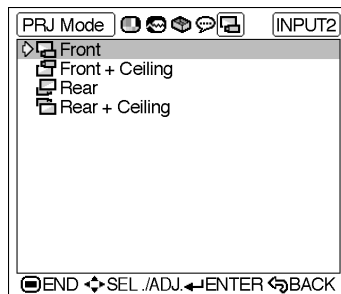 PRJ Mode INPUT2
Front
Front + Ceiling
Rear
Rear + Ceiling
END SEL./ADJ. ENTER BACK